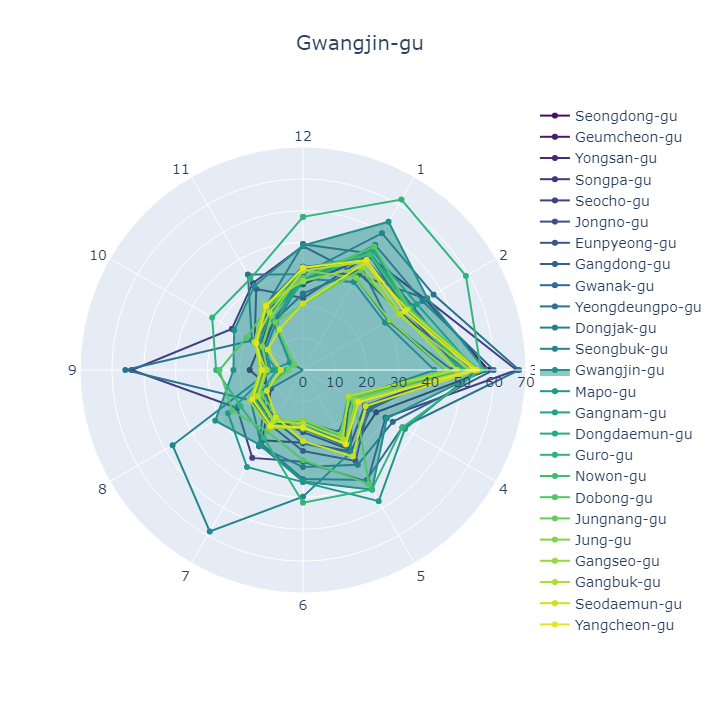 Gwangjin-gu
12
11
1
10
2
9
0
10
20
30
40
50
60
70
3
8
4
7
5
6
Seongdong-gu
Geumcheon-gu
Yongsan-gu
Songpa-gu
Seocho-gu
Jongno-gu
Eunpyeong-gu
Gangdong-gu
Gwanak-gu
Yeongdeungpo-gu
Dongjak-gu
Seongbuk-gu
Gwangjin-gu
Mapo-gu
Gangnam-gu
Dongdaemun-gu
Guro-gu
Nowon-gu
Dobong-gu
Jungnang-gu
Jung-gu
Gangseo-gu
Gangbuk-gu
Seodaemun-gu
Yangcheon-gu